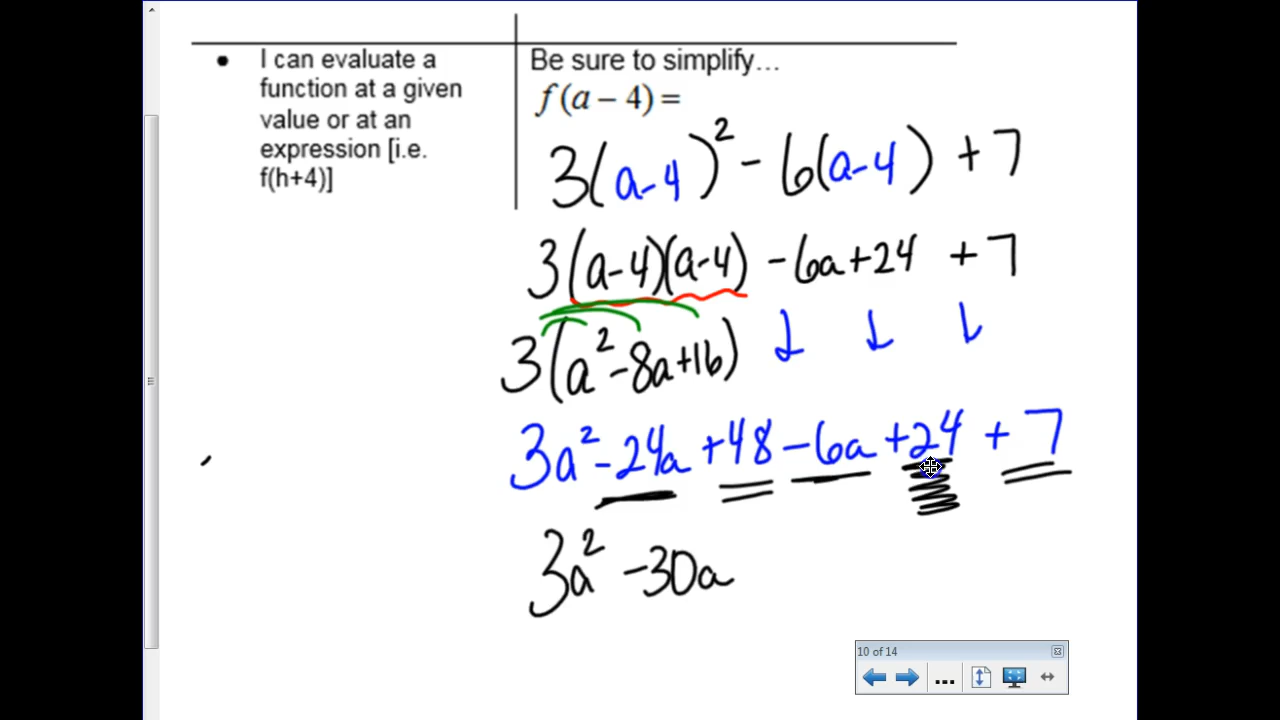 I can evaluate a
function at a given
value or at an
expression [i.e.
f(h+4)]
Be sure to simplify…
f(a – 4) =
3(a-4)² - 6(a-4) + 7
3(a-4)(a-4) - 6a + 24 + 7
3(a² - 8a + 16)
3a² - 24a + 48 - 6a + 24 + 7
3a² - 30a
10 of 14
...